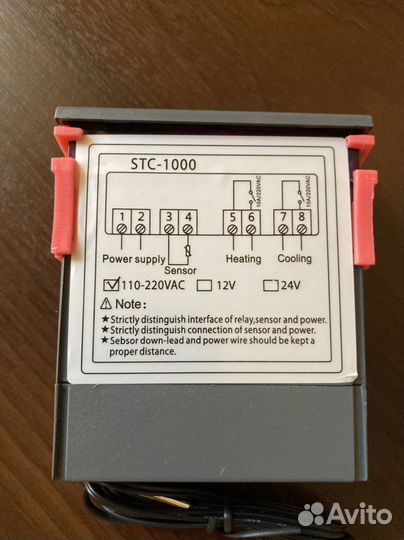 STC-1000
10A/220VAC 10A/220VAC
1 2 3 4 5 6 7 8
Power supply Heating Cooling
Sensor
110-220VAC 12V 24V
Note:
★Strictly distinguish interface of relay,sensor and power.
★Strictly distinguish connection of sensor and power.
★Sebsor down-lead and power wire should be kept a
proper distance.
Avito